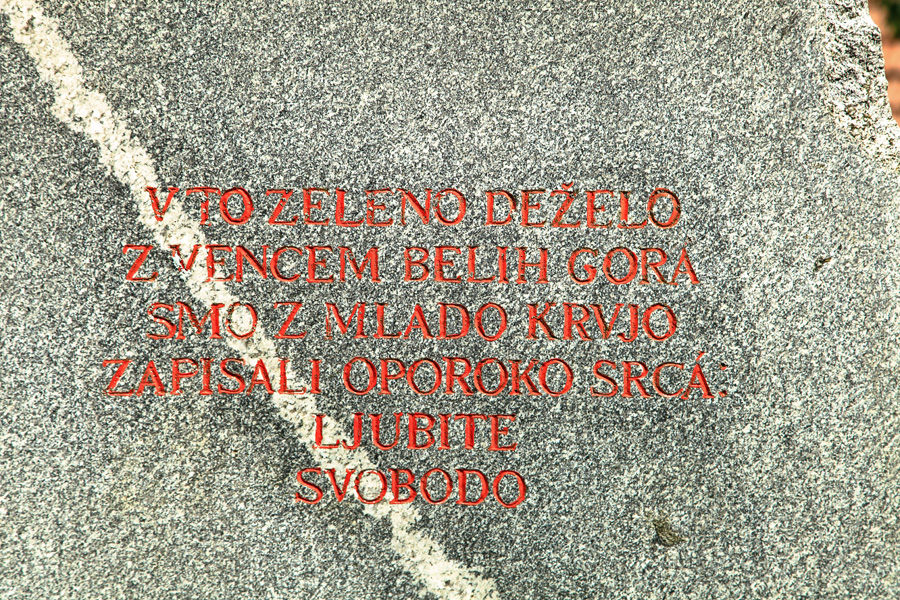 V TO ZELENO DEŽELO
Z VENCEM BELIH GORÁ
SMO Z MLADO KRVJO
ZAPISALI OPOROKO SRCÁ:
LJUBITE
SVOBODO